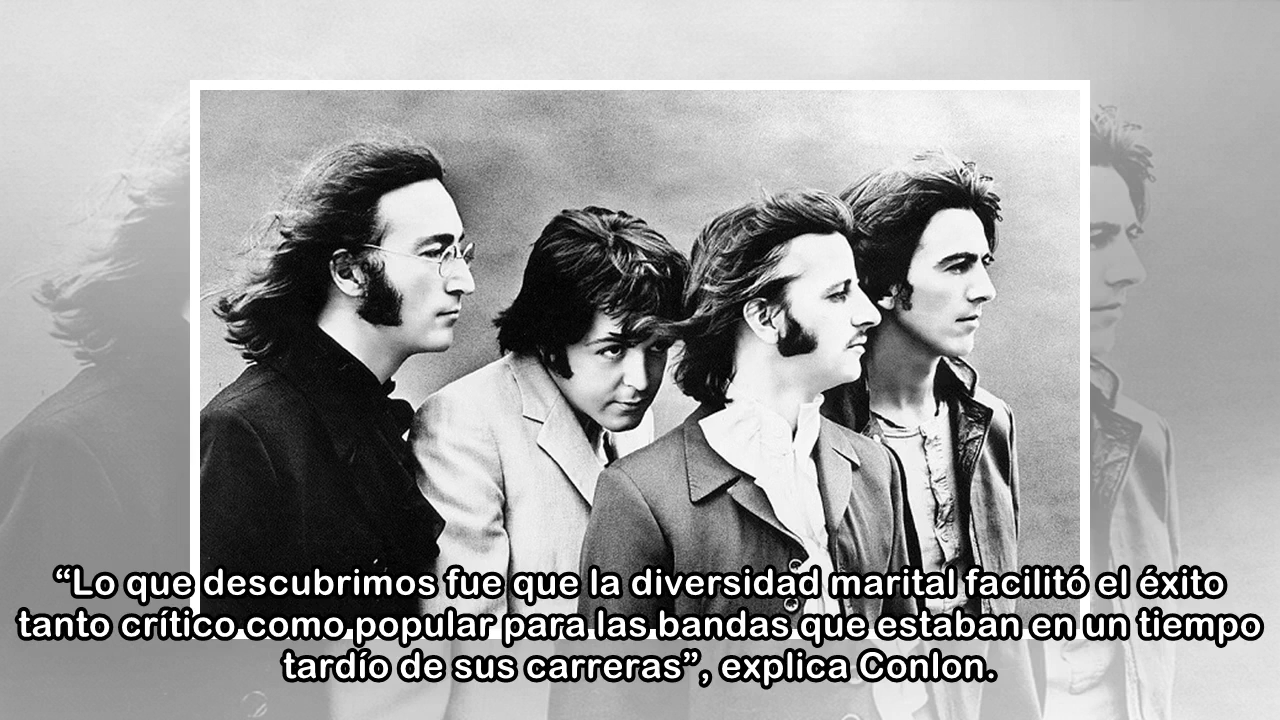 “Lo que descubrimos fue que la diversidad marital facilitó el éxito
tanto crítico como popular para las bandas que estaban en un tiempo
tardío de sus carreras”, explica Conlon.